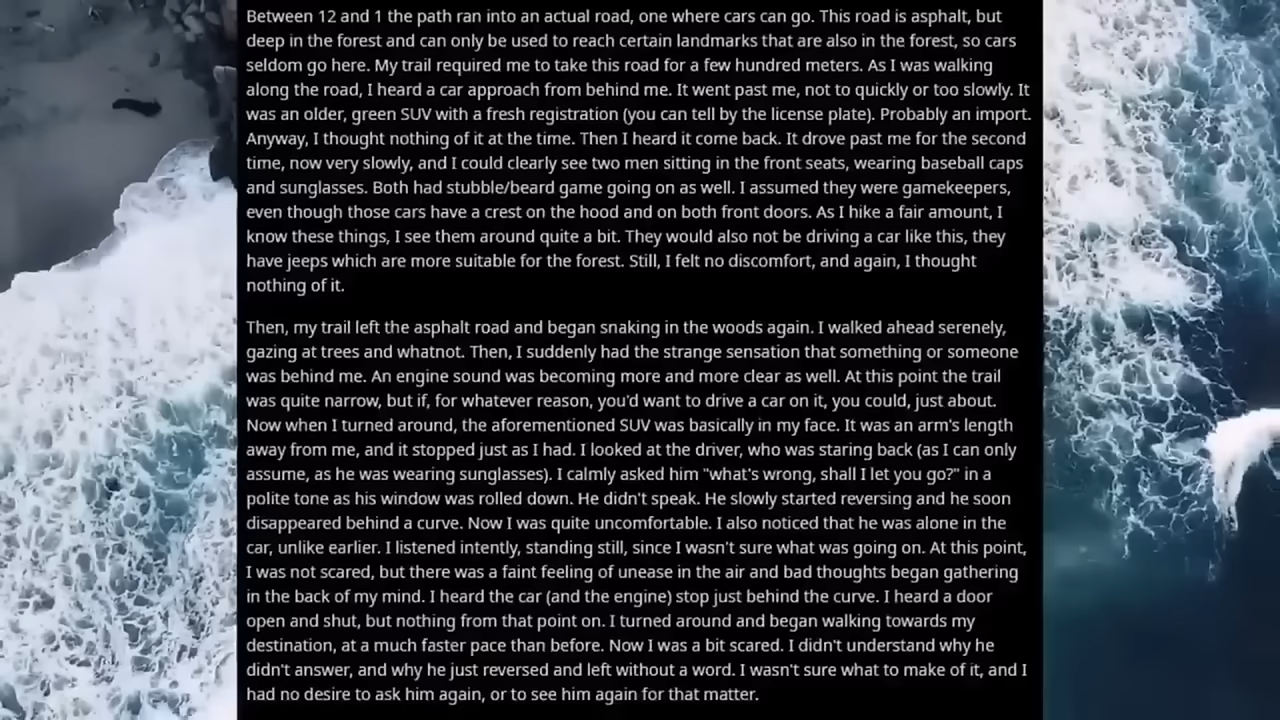 Between 12 and 1 the path ran into an actual road, one where cars can go. This road is asphalt, but
deep in the forest and can only be used to reach certain landmarks that are also in the forest, so cars
seldom go here. My trail required me to take this road for a few hundred meters. As I was walking
along the road, I heard a car approach from behind me. It went past me, not to quickly or too slowly. It
was an older, green SUV with a fresh registration (you can tell by the license plate). Probably an import.
Anyway, I thought nothing of it at the time. Then I heard it come back. It drove past me for the second
time, now very slowly, and I could clearly see two men sitting in the front seats, wearing baseball caps
and sunglasses. Both had stubble/beard game going on as well. I assumed they were gamekeepers,
even though those cars have a crest on the hood and on both front doors. As I hike a fair amount, I
know these things, I see them around quite a bit. They would also not be driving a car like this, they
have jeeps which are more suitable for the forest. Still, I felt no discomfort, and again, I thought
nothing of it.
Then, my trail left the asphalt road and began snaking in the woods again. I walked ahead serenely,
gazing at trees and whatnot. Then, I suddenly had the strange sensation that something or someone
was behind me. An engine sound was becoming more and more clear as well. At this point the trail
was quite narrow, but if, for whatever reason, you'd want to drive a car on it, you could, just about.
Now when I turned around, the aforementioned SUV was basically in my face. It was an arm's length
away from me, and it stopped just as I had. I looked at the driver, who was staring back (as I can only
assume, as he was wearing sunglasses). I calmly asked him "what's wrong, shall I let you go?" in a
polite tone as his window was rolled down. He didn't speak. He slowly started reversing and he soon
disappeared behind a curve. Now I was quite uncomfortable. I also noticed that he was alone in the
car, unlike earlier. I listened intently, standing still, since I wasn't sure what was going on. At this point,
I was not scared, but there was a faint feeling of unease in the air and bad thoughts began gathering
in the back of my mind. I heard the car (and the engine) stop just behind the curve. I heard a door
open and shut, but nothing from that point on. I turned around and began walking towards my
destination, at a much faster pace than before. Now I was a bit scared. I didn't understand why he
didn't answer, and why he just reversed and left without a word. I wasn't sure what to make of it, and I
had no desire to ask him again, or to see him again for that matter.